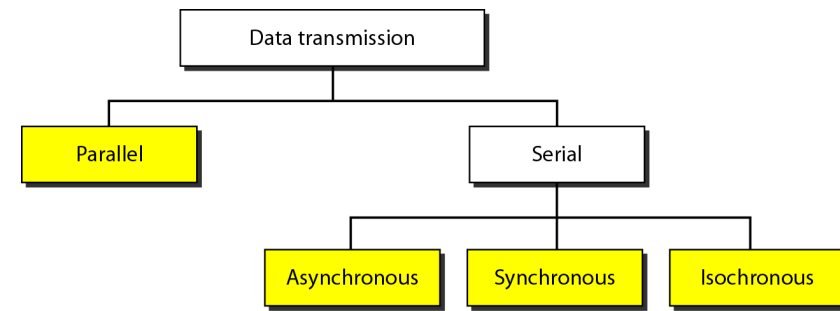 Data transmission
Parallel
Serial
Asynchronous
Synchronous
Isochronous